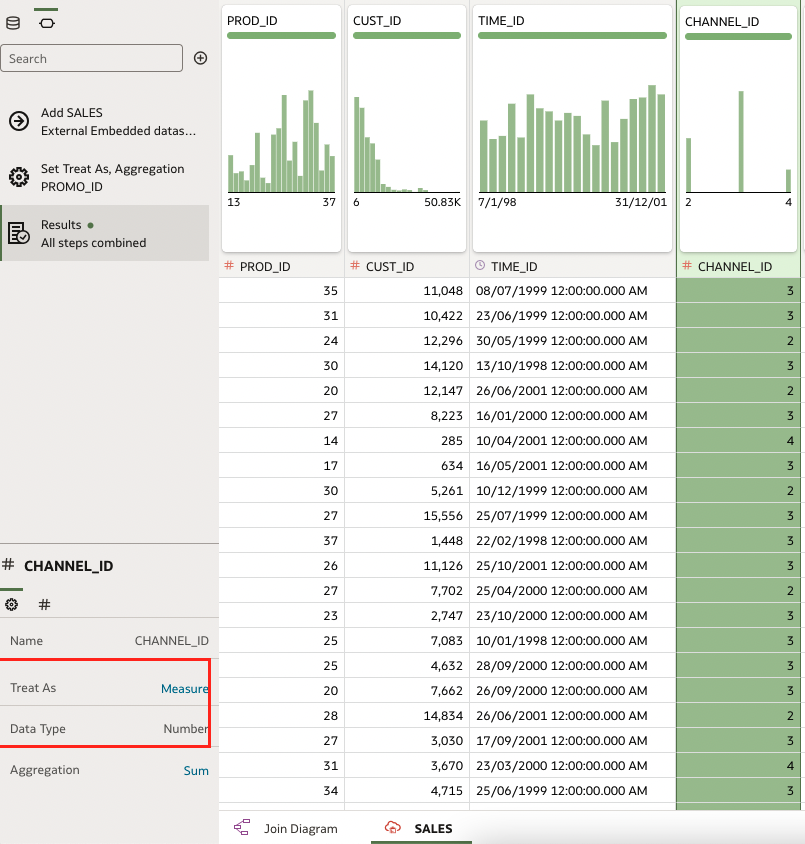 Search
Add SALES
External Embedded datas...
Set Treat As, Aggregation
PROMO_ID
Results
All steps combined
# CHANNEL_ID
#
Name CHANNEL_ID
Treat As Measure
Data Type Number
Aggregation Sum
PROD_ID CUST_ID TIME_ID CHANNEL_ID
13 37 6 50.83K 7/1/98 31/12/01 2 4
# PROD_ID # CUST_ID TIME_ID # CHANNEL_ID
35 11,048 08/07/1999 12:00:00.000 AM 3
31 10,422 23/06/1999 12:00:00.000 AM 3
24 12,296 30/05/1999 12:00:00.000 AM 2
30 14,120 13/10/1998 12:00:00.000 AM 3
20 12,147 26/06/2001 12:00:00.000 AM 2
27 8,223 16/01/2000 12:00:00.000 AM 3
14 285 10/04/2001 12:00:00.000 AM 4
17 634 16/05/2001 12:00:00.000 AM 3
30 5,261 10/12/1999 12:00:00.000 AM 2
27 15,556 25/07/1999 12:00:00.000 AM 3
37 1,448 22/02/1998 12:00:00.000 AM 3
26 11,126 25/10/2001 12:00:00.000 AM 3
27 7,702 25/04/2000 12:00:00.000 AM 2
23 2,747 23/10/2000 12:00:00.000 AM 3
25 7,083 10/01/1998 12:00:00.000 AM 3
25 4,632 28/09/2000 12:00:00.000 AM 3
20 7,662 26/09/2000 12:00:00.000 AM 3
28 14,834 26/06/2001 12:00:00.000 AM 2
27 3,030 17/09/2001 12:00:00.000 AM 3
31 3,670 23/03/2000 12:00:00.000 AM 4
34 4,715 25/06/1999 12:00:00.000 AM 3
Join Diagram SALES